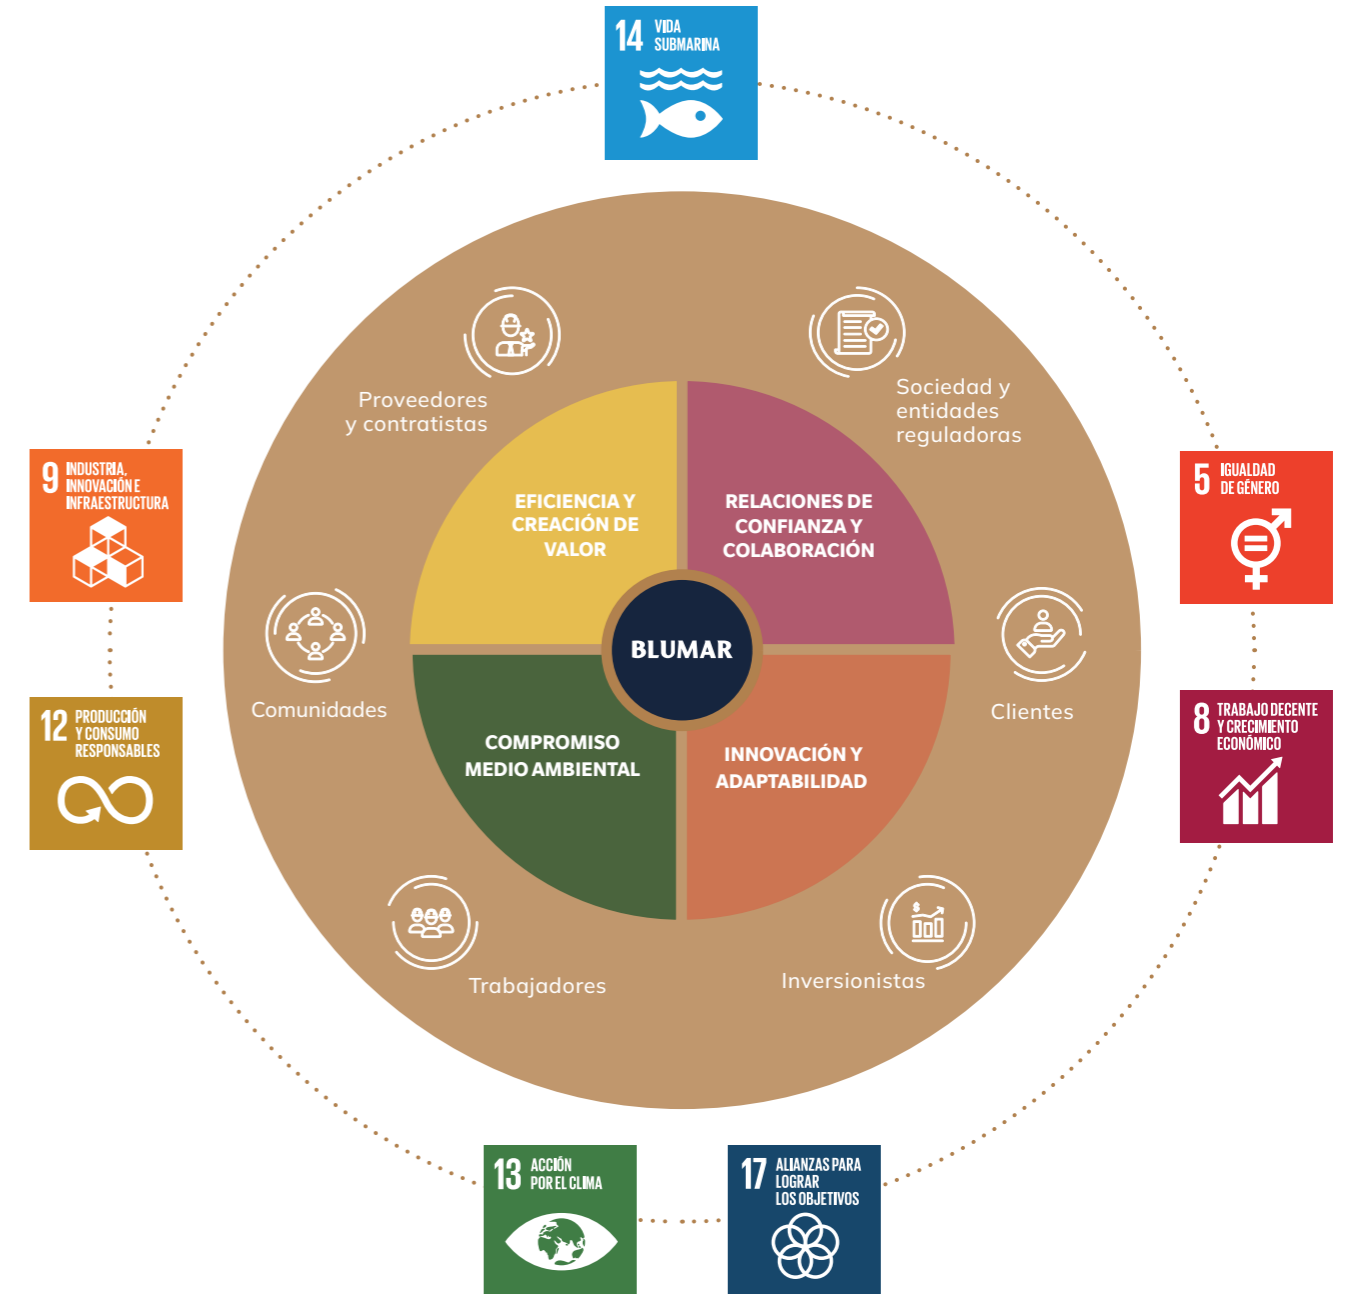 14 VIDA
SUBMARINA
Proveedores
y contratistas
Sociedad y
entidades
reguladoras
9 INDUSTRIA,
INNOVACIÓN E
INFRAESTRUCTURA
5 IGUALDAD
DE GÉNERO
EFICIENCIA Y
CREACIÓN DE
VALOR
RELACIONES DE
CONFIANZA Y
COLABORACIÓN
BLUMAR
Comunidades
Clientes
12 PRODUCCIÓN
Y CONSUMO
RESPONSABLES
8 TRABAJO DECENTE
Y CRECIMIENTO
ECONÓMICO
COMPROMISO
MEDIO AMBIENTAL
INNOVACIÓN Y
ADAPTABILIDAD
$
Trabajadores
Inversionistas
13 ACCIÓN
POR EL CLIMA
17 ALIANZAS PARA
LOGRAR
LOS OBJETIVOS